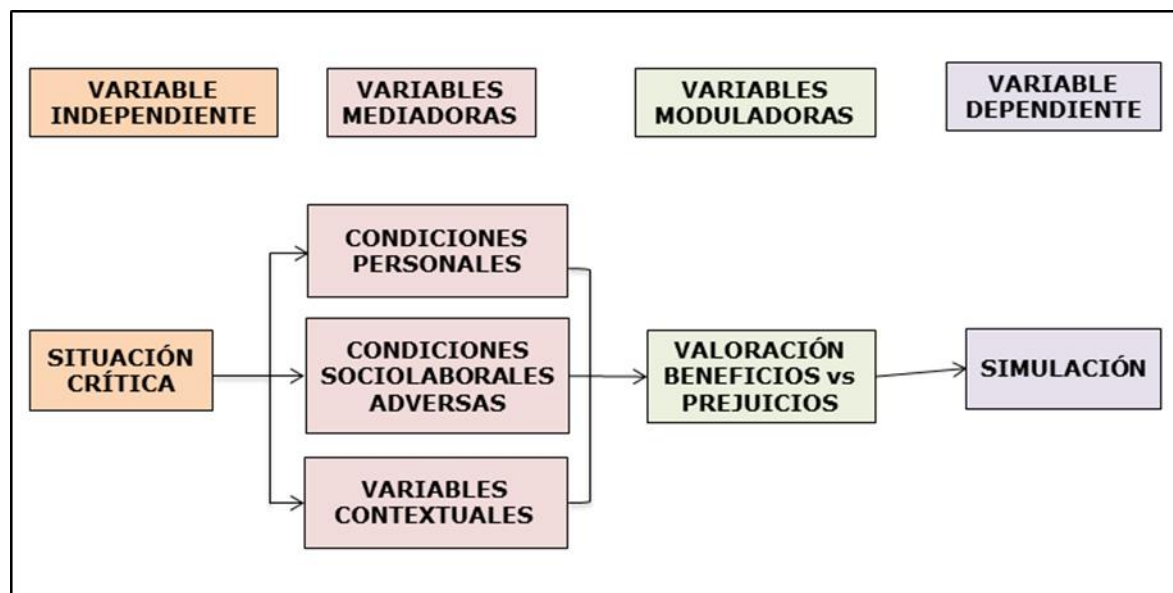 VARIABLE
INDEPENDIENTE
VARIABLES
MEDIADORAS
VARIABLES
MODULADORAS
VARIABLE
DEPENDIENTE
SITUACIÓN
CRÍTICA
CONDICIONES
PERSONALES
CONDICIONES
SOCIOLABORALES
ADVERSAS
VARIABLES
CONTEXTUALES
VALORACIÓN
BENEFICIOS vs
PREJUICIOS
SIMULACIÓN